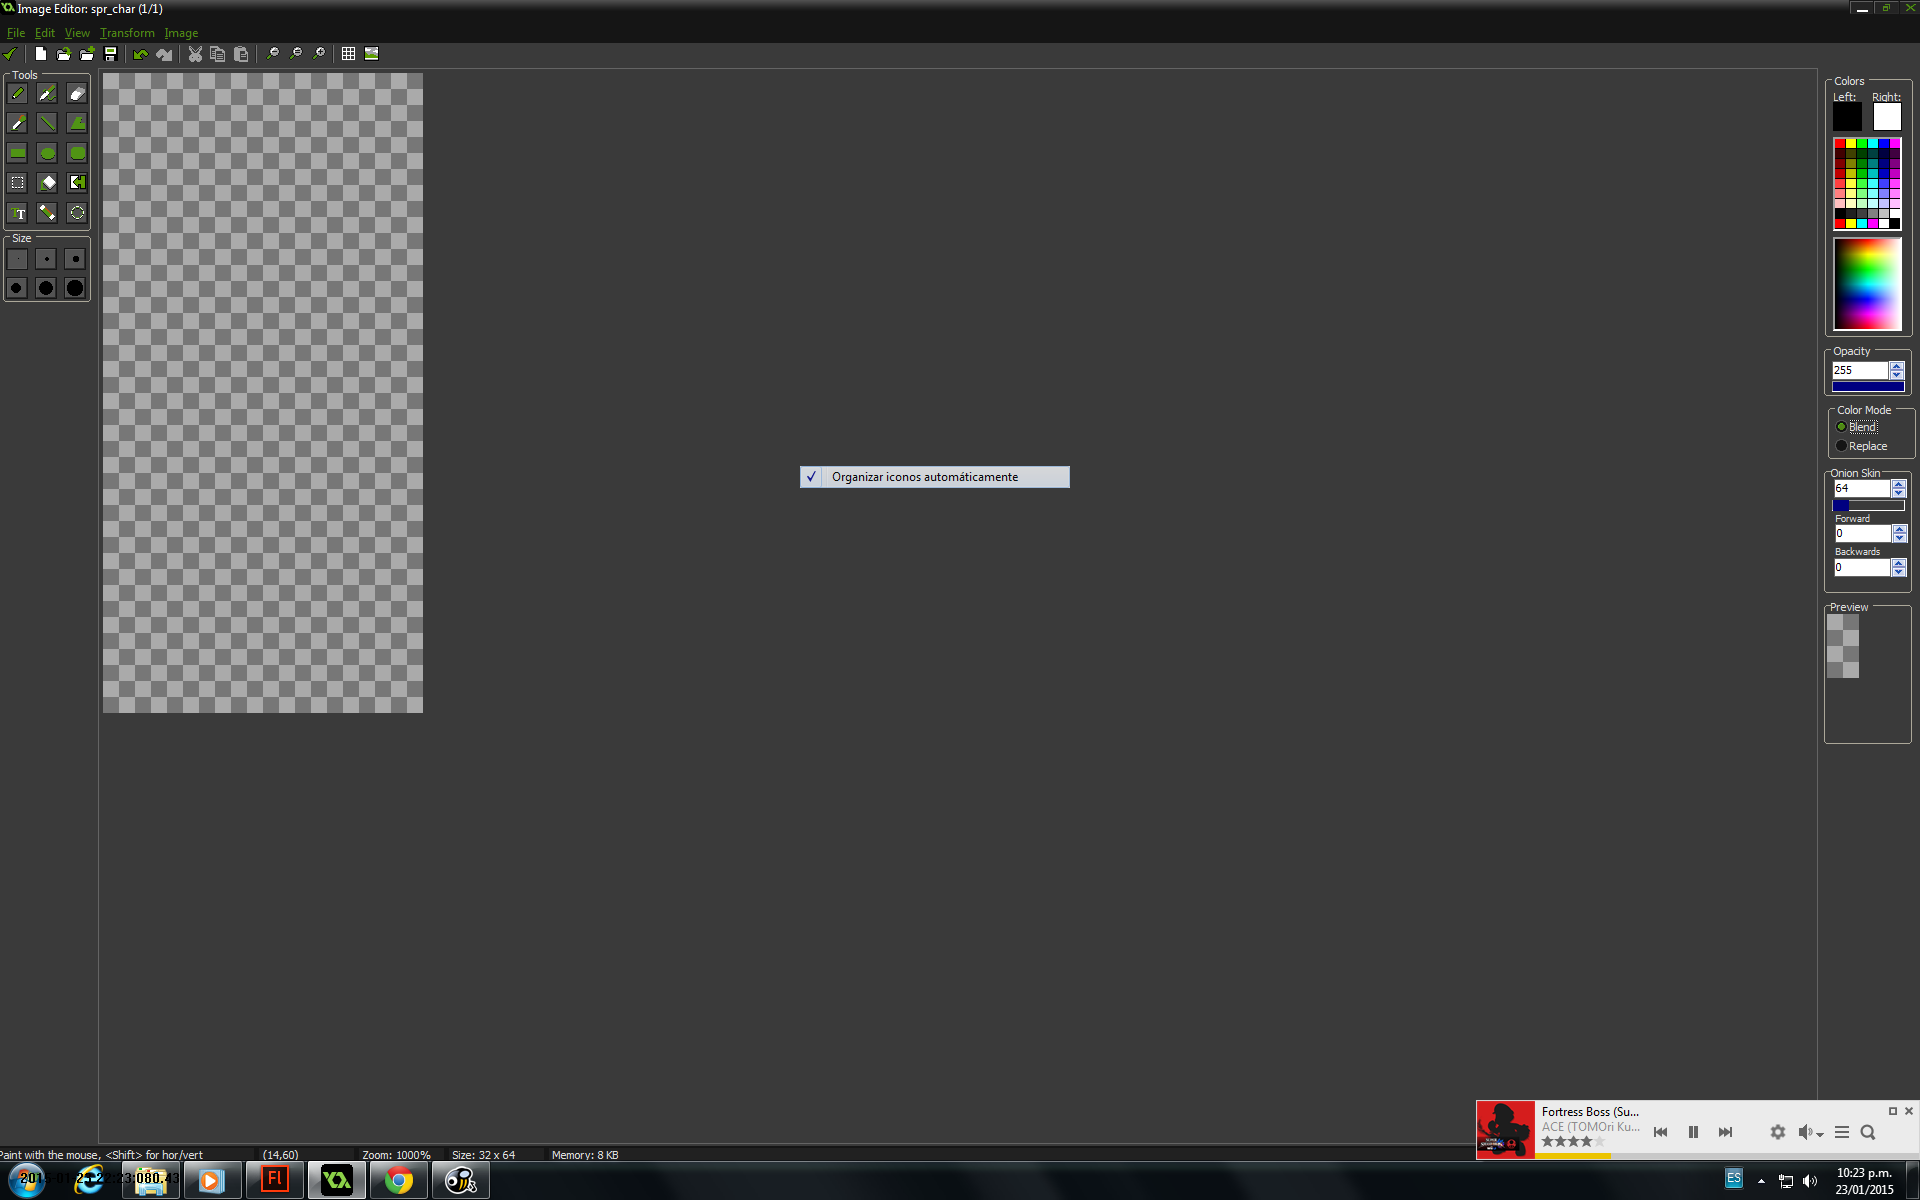 Image Editor: spr_char (1/1)
File Edit View Transform Image
Tools
TT
Size
Colors
Left: Right:
Opacity
255
Color Mode
Blend
Replace
Onion Skin
64
Forward
0
Backwards
0
Preview
✓ Organizar iconos automáticamente
Fortress Boss (Su...
ACE (TOMOri Ku...
Paint with the mouse, <Shift> for hor/vert (14,60) Zoom: 1000% Size: 32 x 64 Memory: 8 KB
Fl
ES
10:23 p.m.
23/01/2015